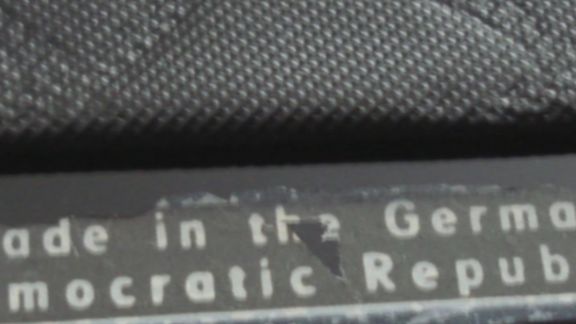 ade in the Germa
mocratic Repub